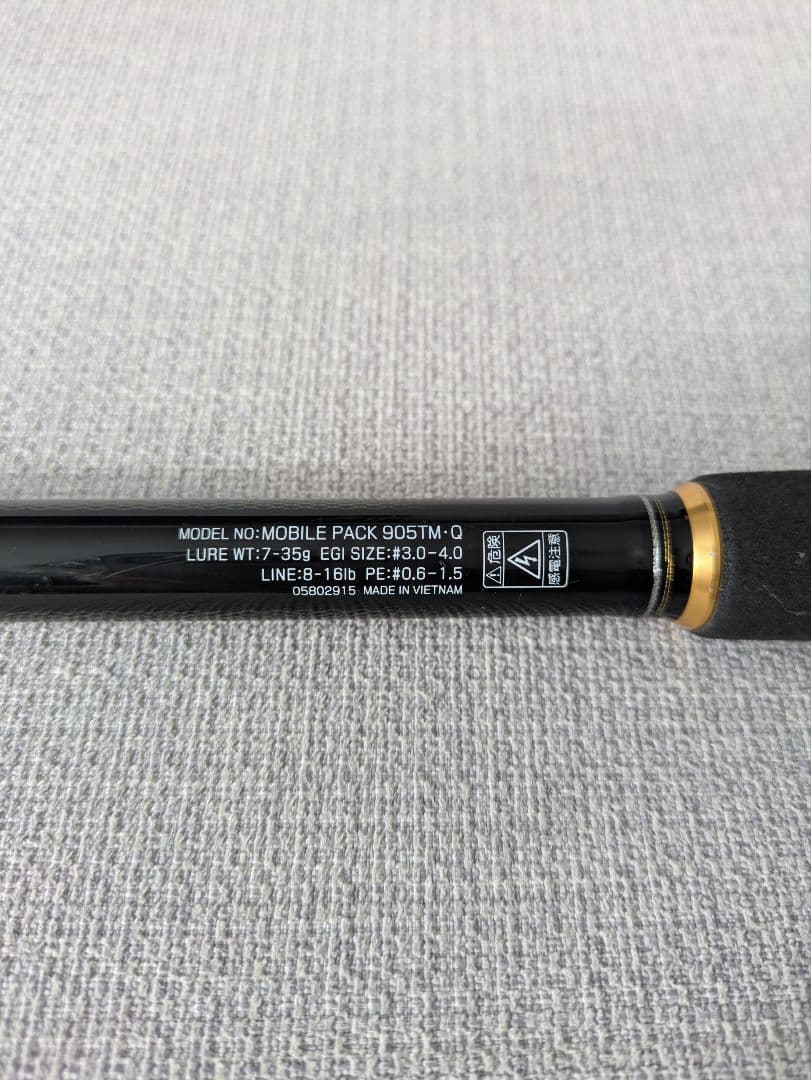 MODEL NO:MOBILE PACK 905TM·Q
LURE WT:7-35g EGI SIZE:#3.0-4.0
LINE:8-16lb PE:#0.6-1.5
05802915 MADE IN VIETNAM
危険
感電注意